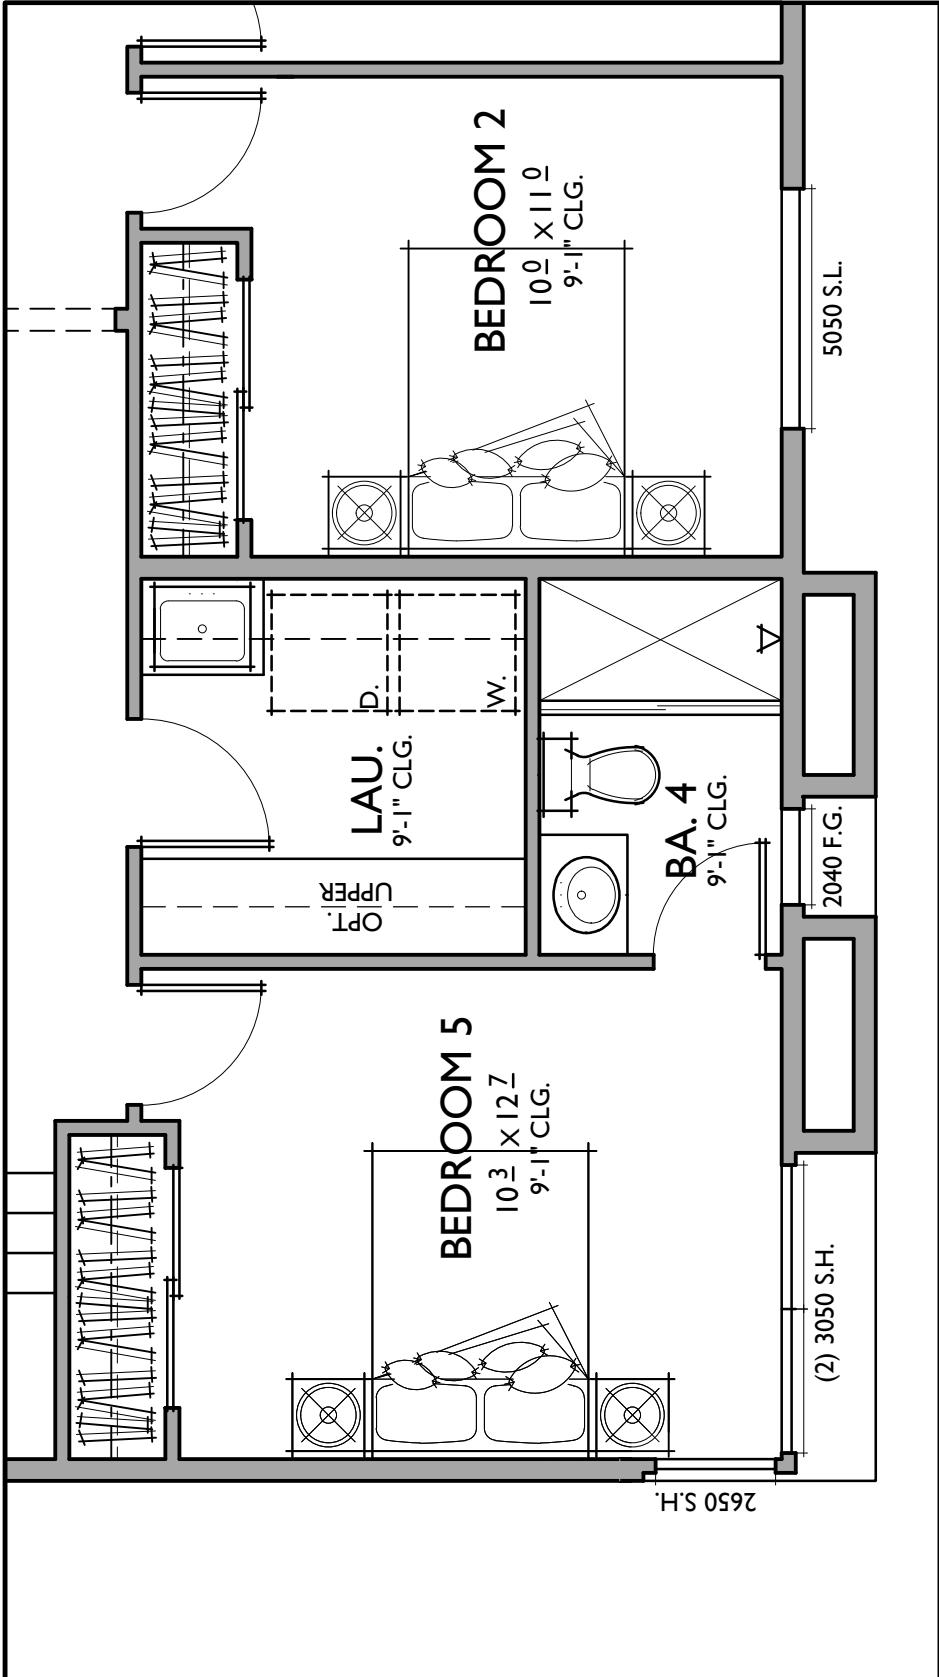 BEDROOM 2
10⁰ X 11⁰
9'-1" CLG.
5050 S.L.
D.
W.
LAU.
9'-1" CLG.
OPT.
UPPER
BA. 4
9'-1" CLG.
2040 F.G.
BEDROOM 5
10³ X 12⁷
9'-1" CLG.
(2) 3050 S.H.
2650 S.H.